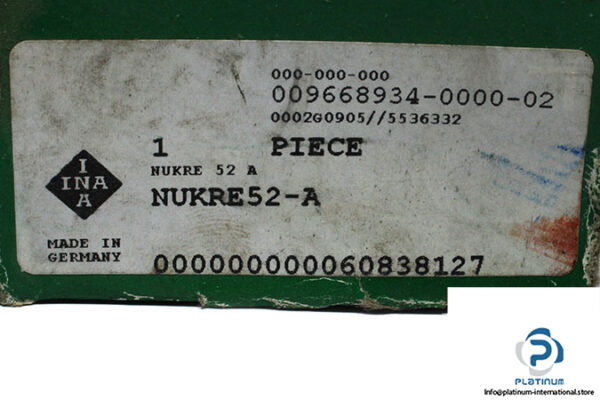 000-000-000
009668934-0000-02
0002G0905//5536332
1 PIECE
NUKRE 52 A
NUKRE52-A
I
INA
A
MADE IN
GERMANY
000000000060838127
PLATINUM
Info@platinum-international.store